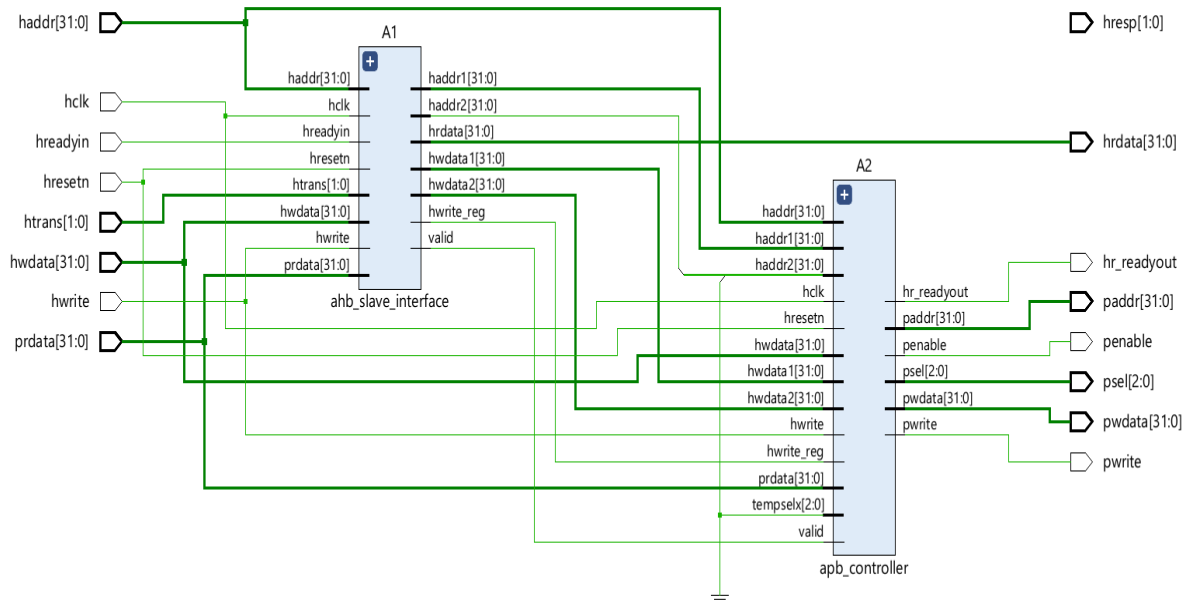 haddr[31:0]
hclk
hreadyin
hresetn
htrans[1:0]
hwdata[31:0]
hwrite
prdata[31:0]
A1
+
haddr[31:0]
hclk
hreadyin
hresetn
htrans[1:0]
hwdata[31:0]
hwrite
prdata[31:0]
haddr1[31:0]
haddr2[31:0]
hrdata[31:0]
hwdata1[31:0]
hwdata2[31:0]
hwrite_reg
valid
ahb_slave_interface
A2
+
haddr[31:0]
haddr1[31:0]
haddr2[31:0]
hclk
hresetn
hwdata[31:0]
hwdata1[31:0]
hwdata2[31:0]
hwrite
hwrite_reg
prdata[31:0]
tempselx[2:0]
valid
hr_readyout
paddr[31:0]
penable
psel[2:0]
pwdata[31:0]
pwrite
apb_controller
hresp[1:0]
hrdata[31:0]
hr_readyout
paddr[31:0]
penable
psel[2:0]
pwdata[31:0]
pwrite